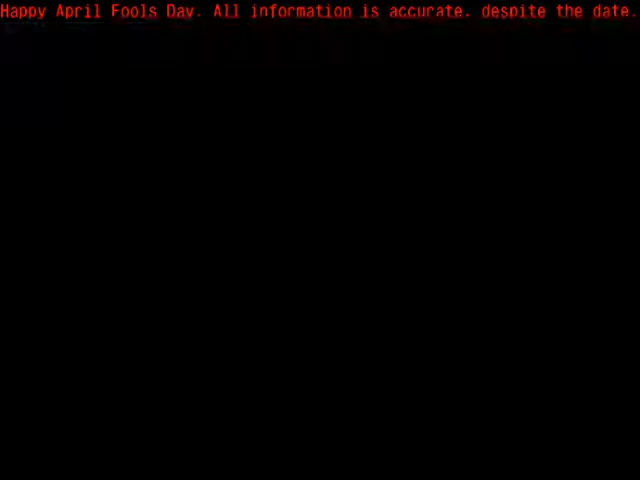 Happy April Fools Day. All information is accurate. despite the date.